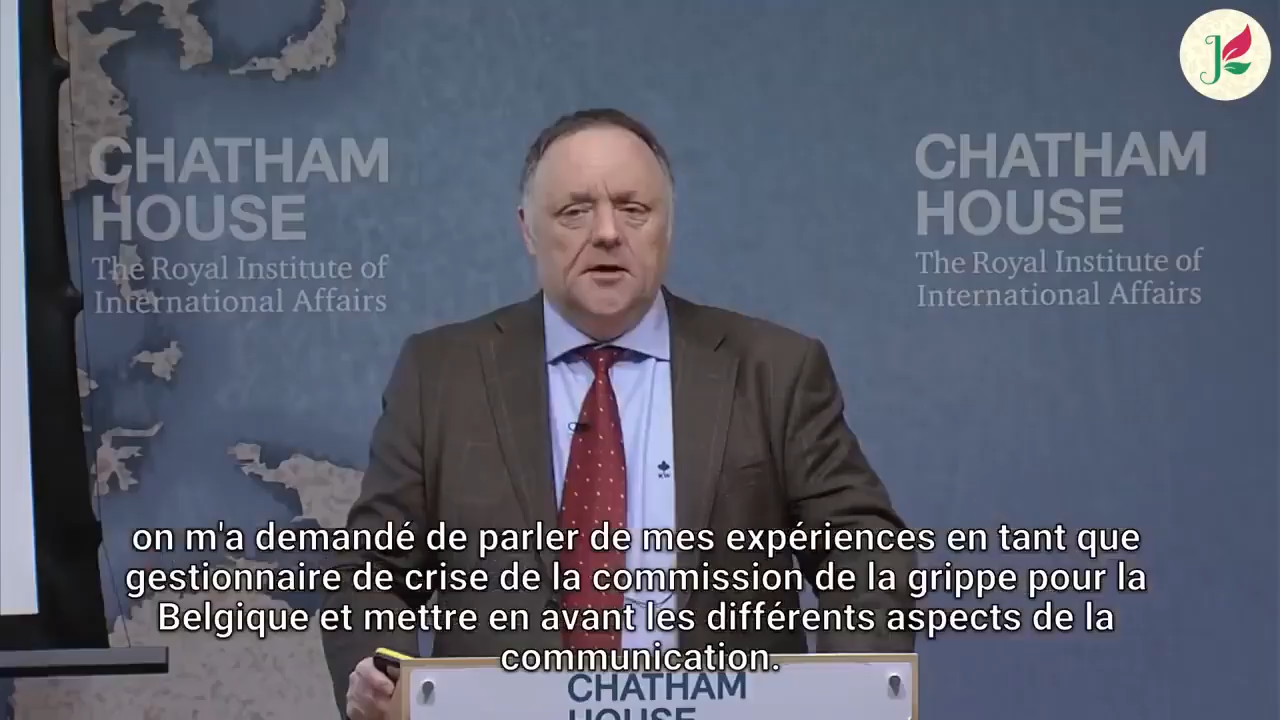 CHATHAM
HOUSE
The Royal Institute of
International Affairs
CHATHAM
HOUSE
The Royal Institute of
International Affairs
on m'a demandé de parler de mes expériences en tant que
gestionnaire de crise de la commission de la grippe pour la
Belgique et mettre en avant les différents aspects de la
communication.
CHATHAM
HOUSE